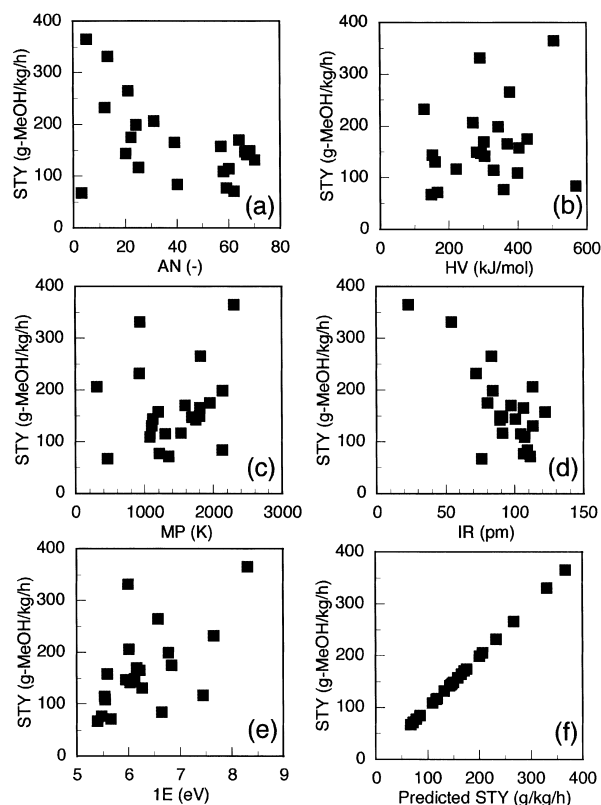 400
300
200
100
0
STY (g-MeOH/kg/h)
(a)
0 20 40 60 80
AN (-)
400
300
200
100
0
STY (g-MeOH/kg/h)
(b)
0 200 400 600
HV (kJ/mol)
400
300
200
100
0
STY (g-MeOH/kg/h)
(c)
0 1000 2000 3000
MP (K)
400
300
200
100
0
STY (g-MeOH/kg/h)
(d)
0 50 100 150
IR (pm)
400
300
200
100
0
STY (g-MeOH/kg/h)
(e)
5 6 7 8 9
1E (eV)
400
300
200
100
0
STY (g-MeOH/kg/h)
(f)
0 100 200 300 400
Predicted STY (g/kg/h)